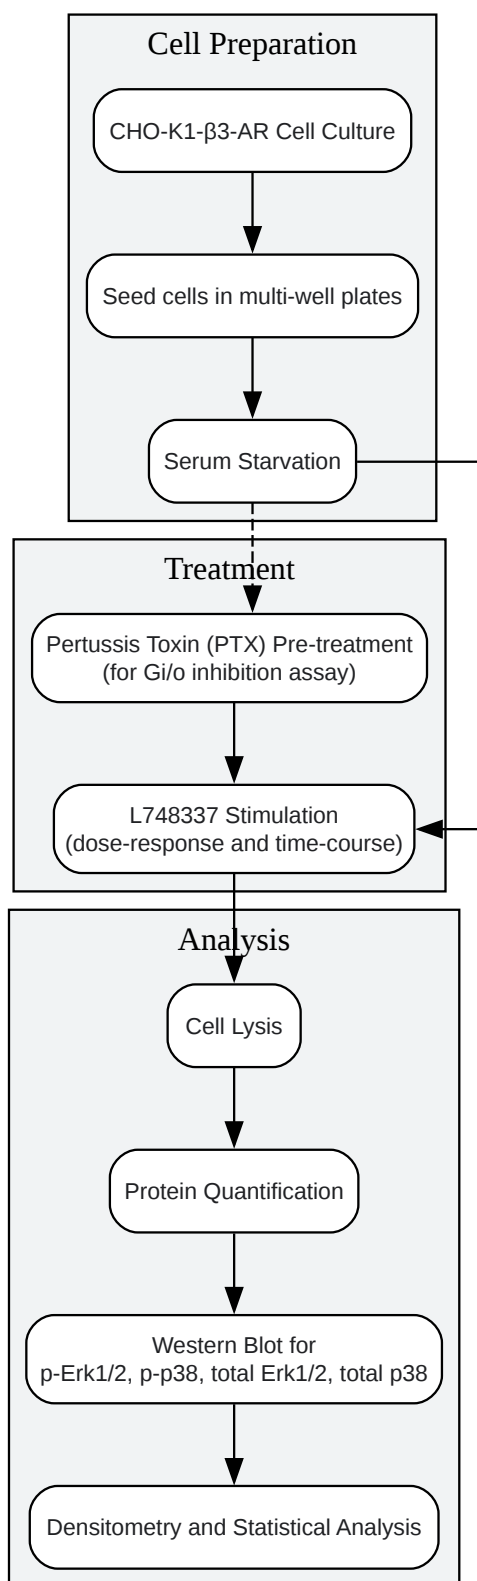 Cell Preparation
CHO-K1-β3-AR Cell Culture
Seed cells in multi-well plates
Serum Starvation
Treatment
Pertussis Toxin (PTX) Pre-treatment
(for Gi/o inhibition assay)
L748337 Stimulation
(dose-response and time-course)
Analysis
Cell Lysis
Protein Quantification
Western Blot for
p-Erk1/2, p-p38, total Erk1/2, total p38
Densitometry and Statistical Analysis